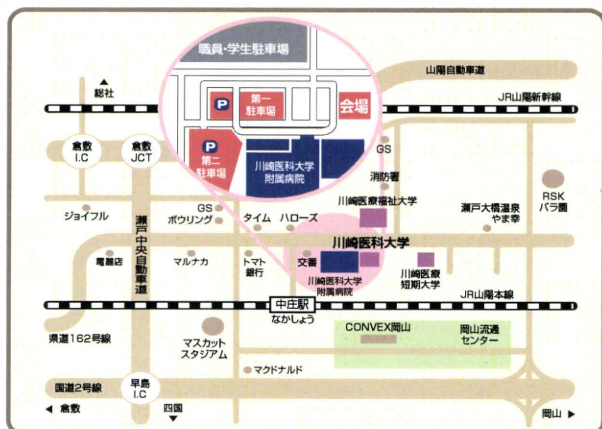 職員・学生駐車場
P
第一
駐車場
会場
P
第二
駐車場
川崎医科大学
附属病院
山陽自動車道
JR山陽新幹線
総社
倉敷
I.C
倉敷
JCT
GS
消防署
川崎医療福祉大学
RSK
バラ園
瀬戸大橋温泉
やま幸
ジョイフル
GS
ボウリング
タイム
ハローズ
川崎医科大学
瀬戸中央自動車道
電器店
マルナカ
トマト
銀行
交番
川崎医科大学
附属病院
川崎医療
短期大学
中庄駅
なかしょう
JR山陽本線
県道162号線
マスカット
スタジアム
CONVEX岡山
岡山流通
センター
マクドナルド
国道2号線
早島
I.C
倉敷
四国
岡山